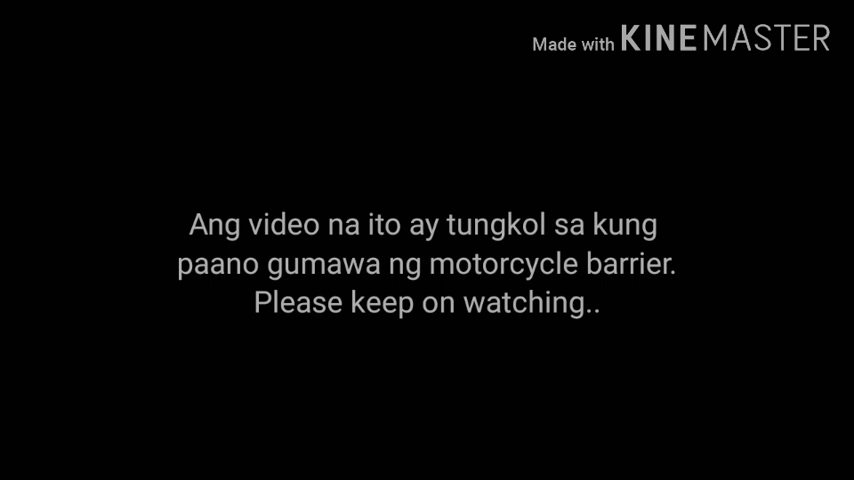 Made with KINEMASTER
Ang video na ito ay tungkol sa kung
paano gumawa ng motorcycle barrier.
Please keep on watching..